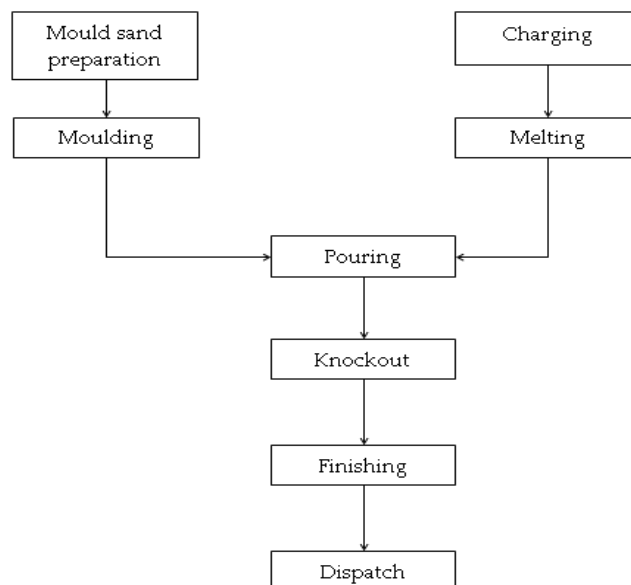 Mould sand
preparation
Charging
Moulding
Melting
Pouring
Knockout
Finishing
Dispatch